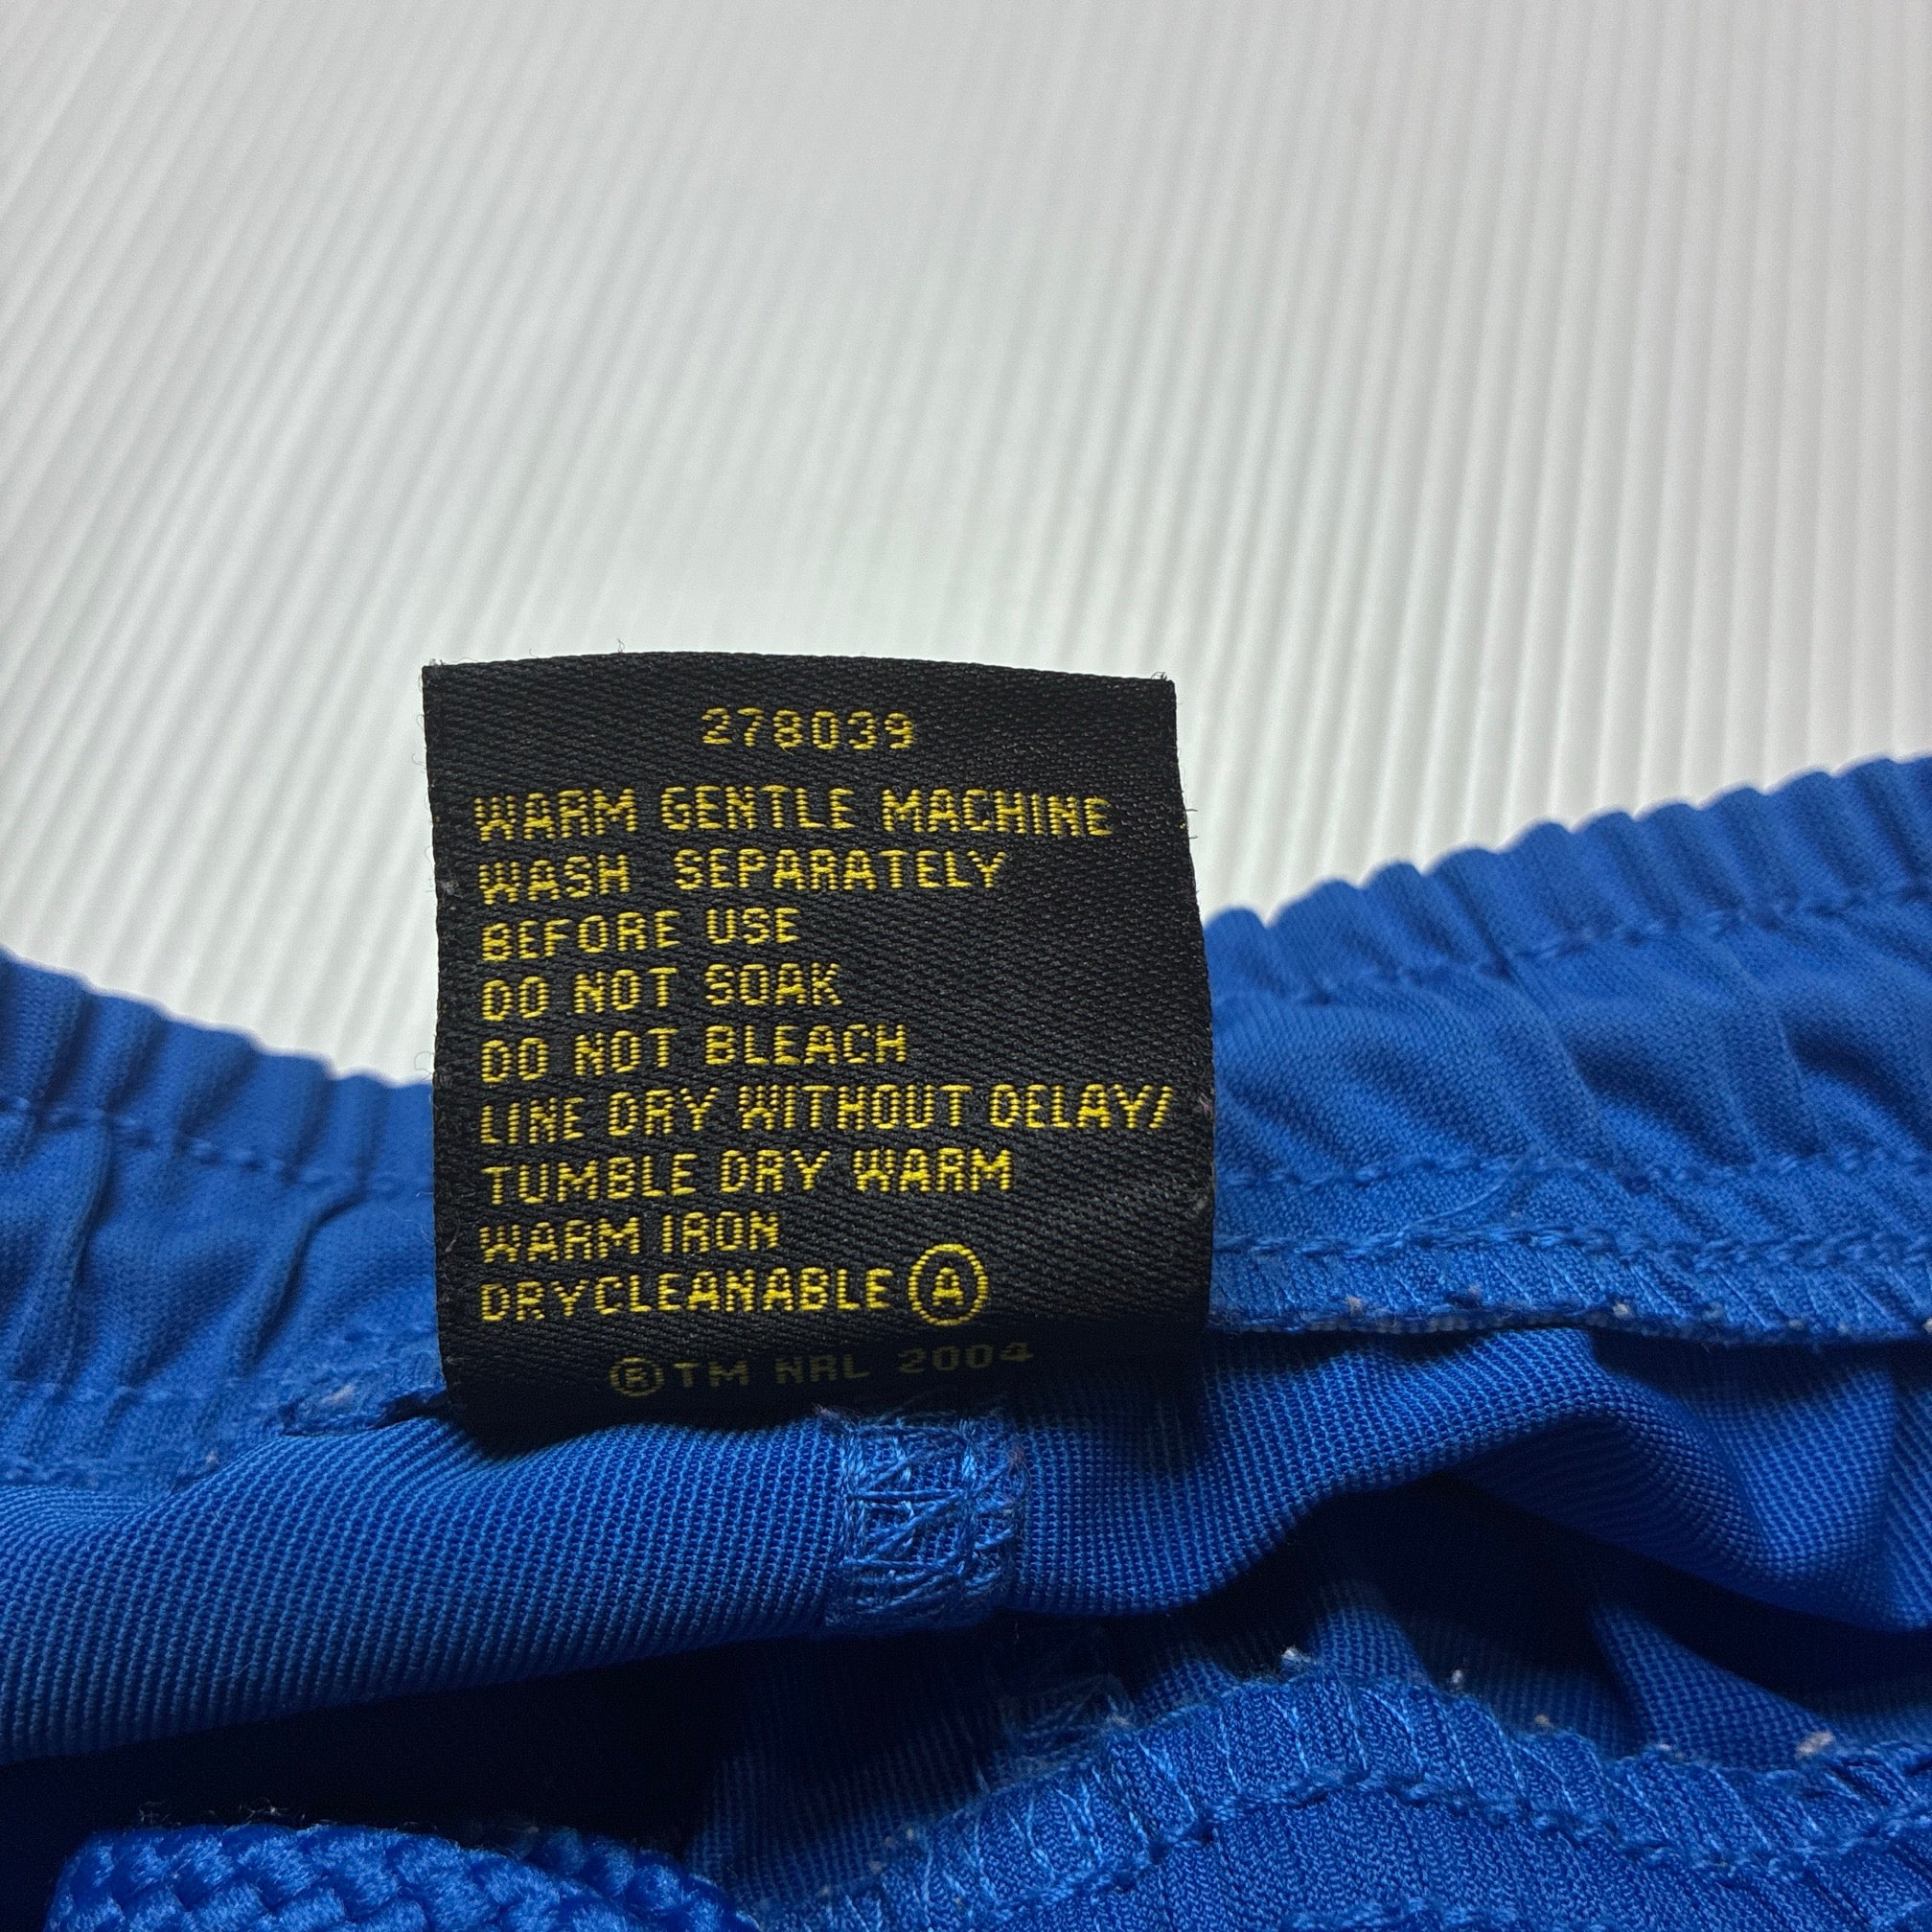 278039
WARM GENTLE MACHINE
WASH SEPARATELY
BEFORE USE
DO NOT SOAK
DO NOT BLEACH
LINE DRY WITHOUT DELAY/
TUMBLE DRY WARM
WARM IRON
DRYCLEANABLE Ⓐ
®TM NRL 2004